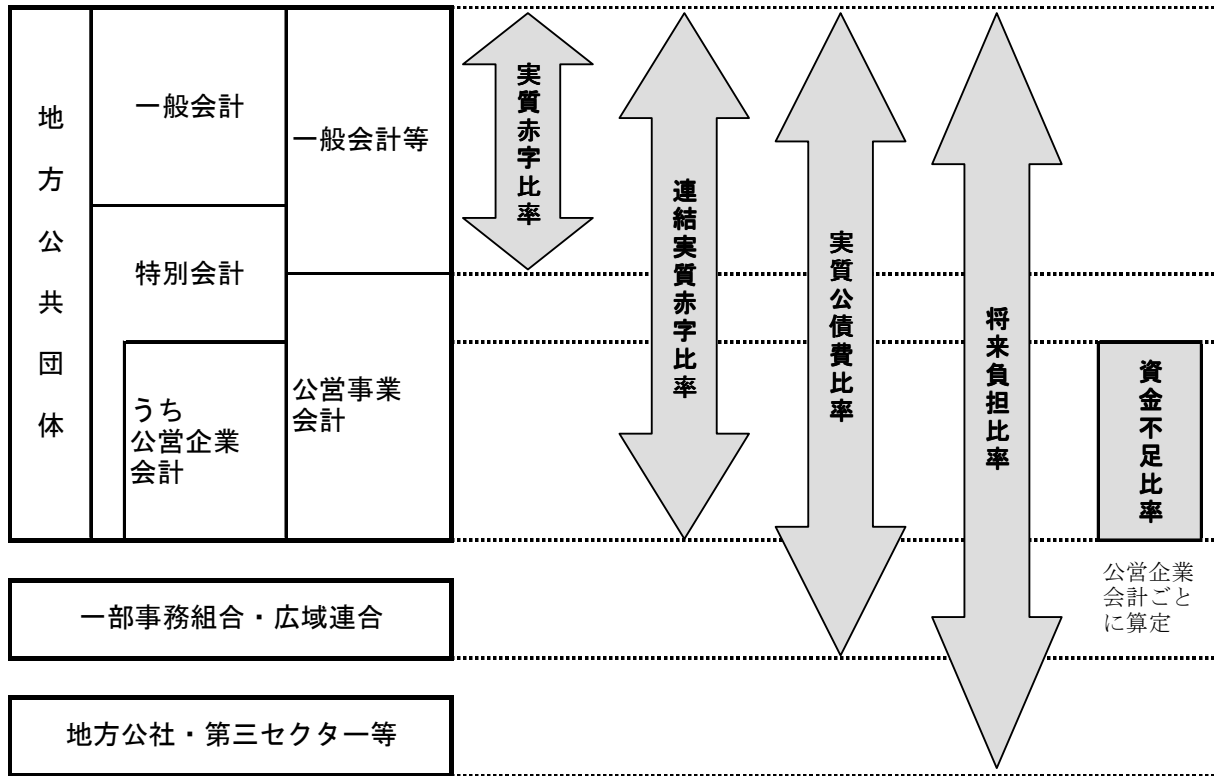 地方公共団体
一般会計
特別会計
うち
公営企業
会計
一般会計等
公営事業
会計
実質赤字比率
連結実質赤字比率
実質公債費比率
将来負担比率
資金不足比率
公営企業
会計ごと
に算定
一部事務組合・広域連合
地方公社・第三セクター等